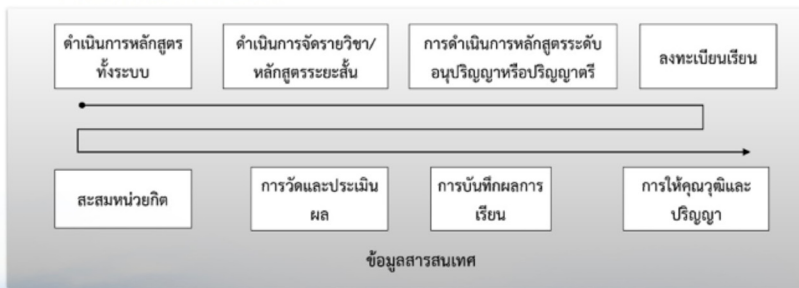 ดำเนินการหลักสูตร
ทั้งระบบ
ดำเนินการจัดรายวิชา/
หลักสูตรระยะสั้น
การดำเนินการหลักสูตรระดับ
อนุปริญญาหรือปริญญาตรี
ลงทะเบียนเรียน
สะสมหน่วยกิต
การวัดและประเมิน
ผล
การบันทึกผลการ
เรียน
การให้คุณวุฒิและ
ปริญญา
ข้อมูลสารสนเทศ